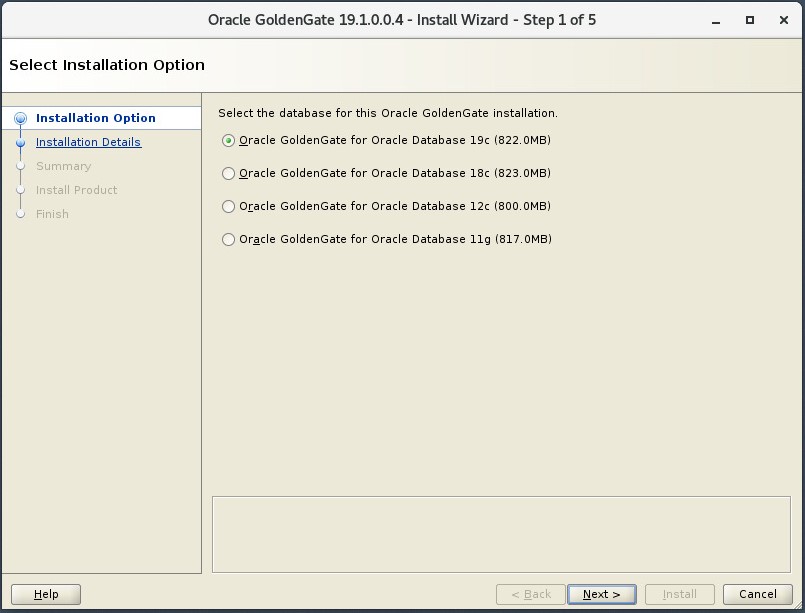 Oracle GoldenGate 19.1.0.0.4 - Install Wizard - Step 1 of 5
Select Installation Option
Installation Option
Installation Details
Summary
Install Product
Finish
Select the database for this Oracle GoldenGate installation.
Oracle GoldenGate for Oracle Database 19c (822.0MB)
Oracle GoldenGate for Oracle Database 18c (823.0MB)
Oracle GoldenGate for Oracle Database 12c (800.0MB)
Oracle GoldenGate for Oracle Database 11g (817.0MB)
Help
< Back
Next >
Install
Cancel